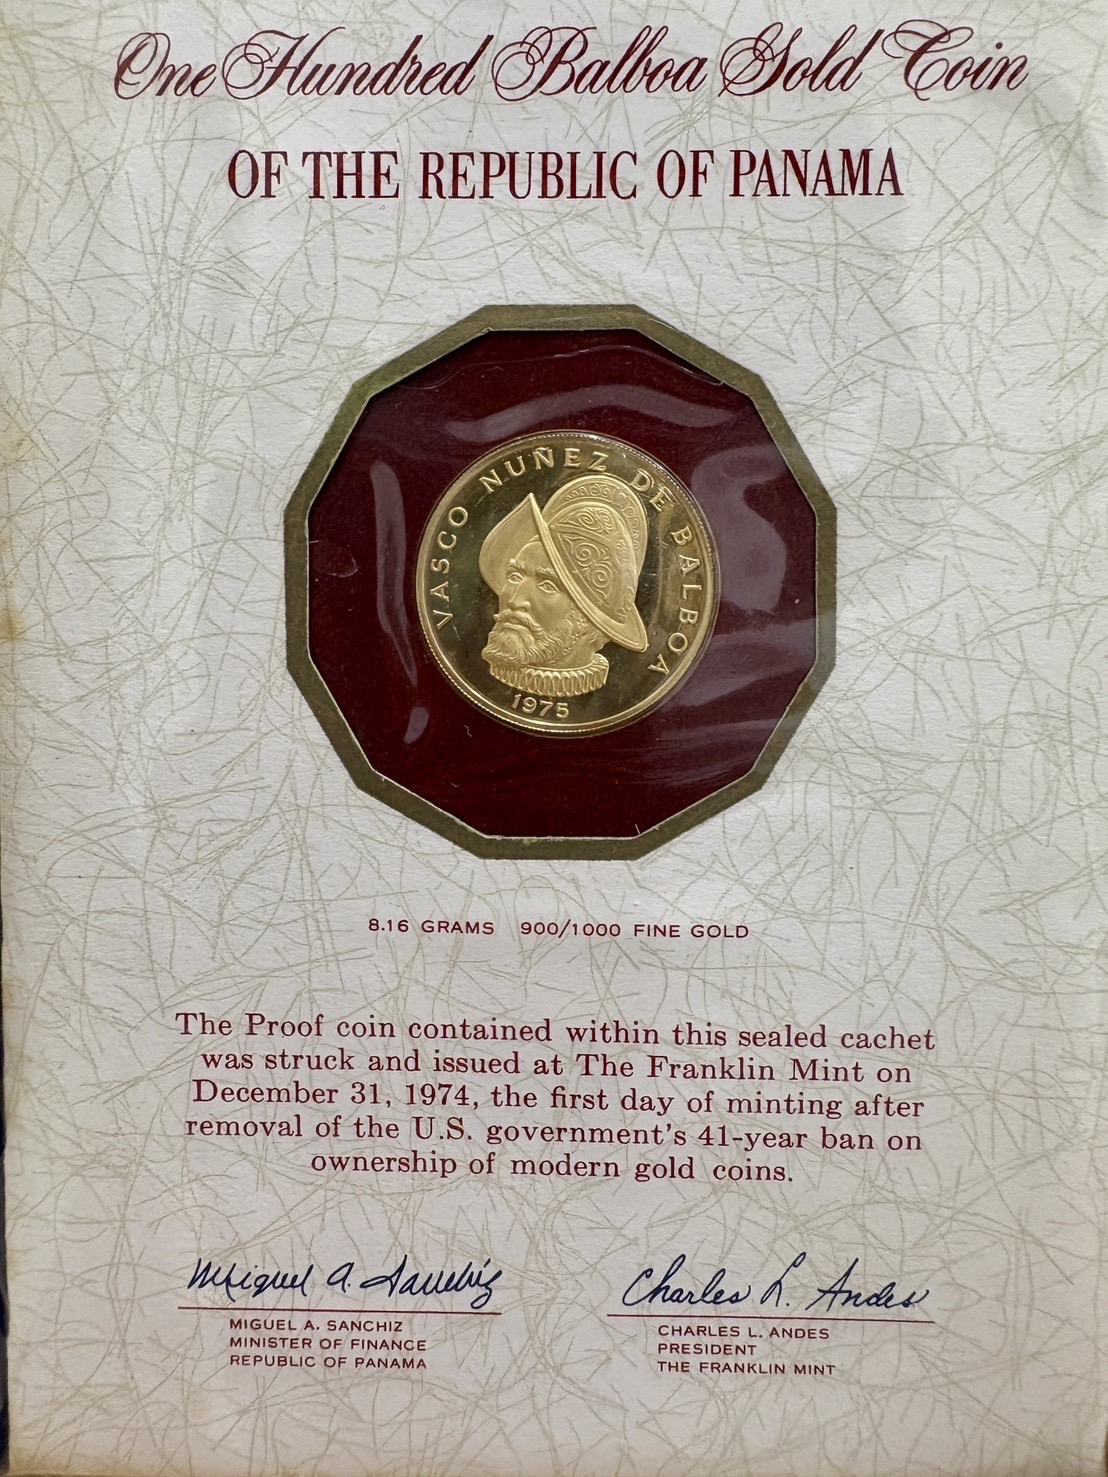 One Hundred Balboa Gold Coin
OF THE REPUBLIC OF PANAMA
VASCO NUÑEZ DE BALBOA
1975
8.16 GRAMS 900/1000 FINE GOLD
The Proof coin contained within this sealed cachet
was struck and issued at The Franklin Mint on
December 31, 1974, the first day of minting after
removal of the U.S. government's 41-year ban on
ownership of modern gold coins.
Miguel A. Sanchiz
Charles L. Andes
MIGUEL A. SANCHIZ
MINISTER OF FINANCE
REPUBLIC OF PANAMA
CHARLES L. ANDES
PRESIDENT
THE FRANKLIN MINT